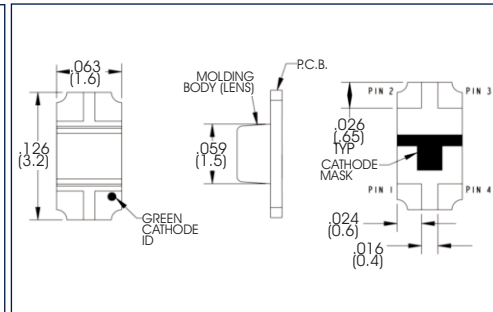 .063
(1.6)
.126
(3.2)
GREEN
CATHODE
ID
MOLDING
BODY (LENS)
P.C.B.
.059
(1.5)
PIN 2
PIN 3
.026
(.65)
TYP
CATHODE
MASK
PIN 1
PIN 4
.024
(0.6)
.016
(0.4)